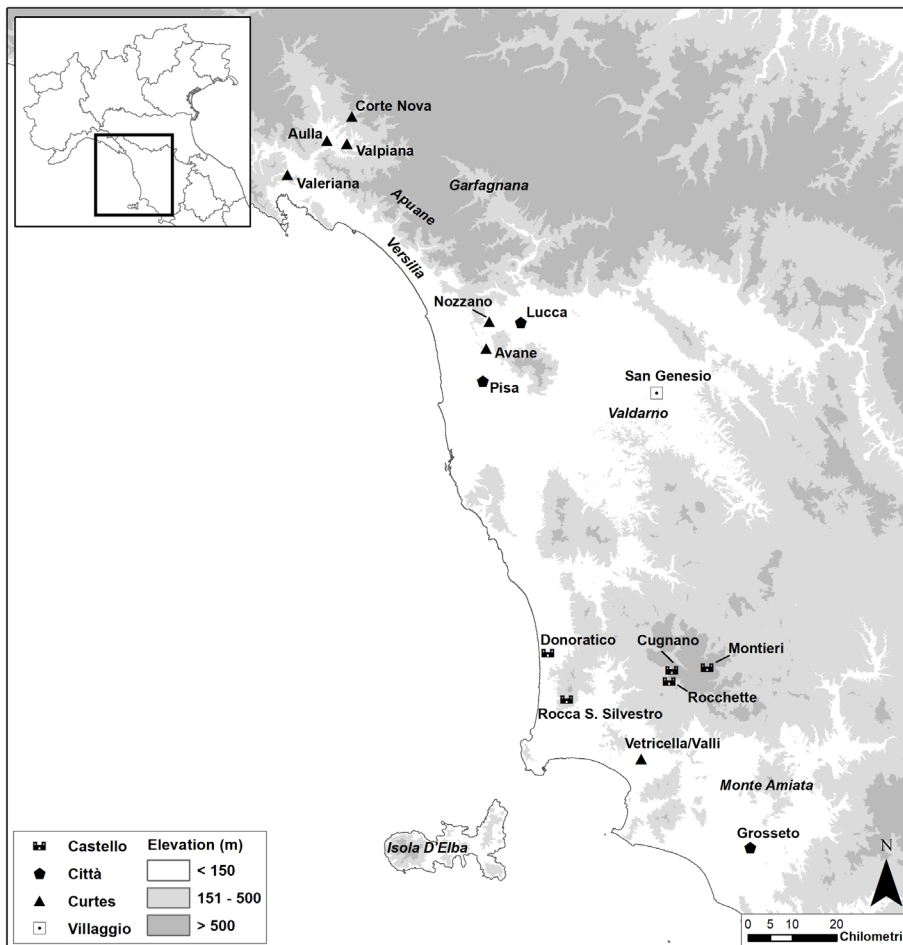 Corte Nova
Aulla
Valpiana
Valeriana
Garfagnana
Apuane
Versilia
Nozzano
Lucca
Avane
Pisa
San Genesio
Valdarno
Donoratico
Cugnano
Montieri
Rocchette
Rocca S. Silvestro
Vetricella/Valli
Monte Amiata
Isola D'Elba
Grosseto
N
Castello
Città
Curtes
Villaggio
Elevation (m)
< 150
151 - 500
> 500
0 5 10 20
Chilometri